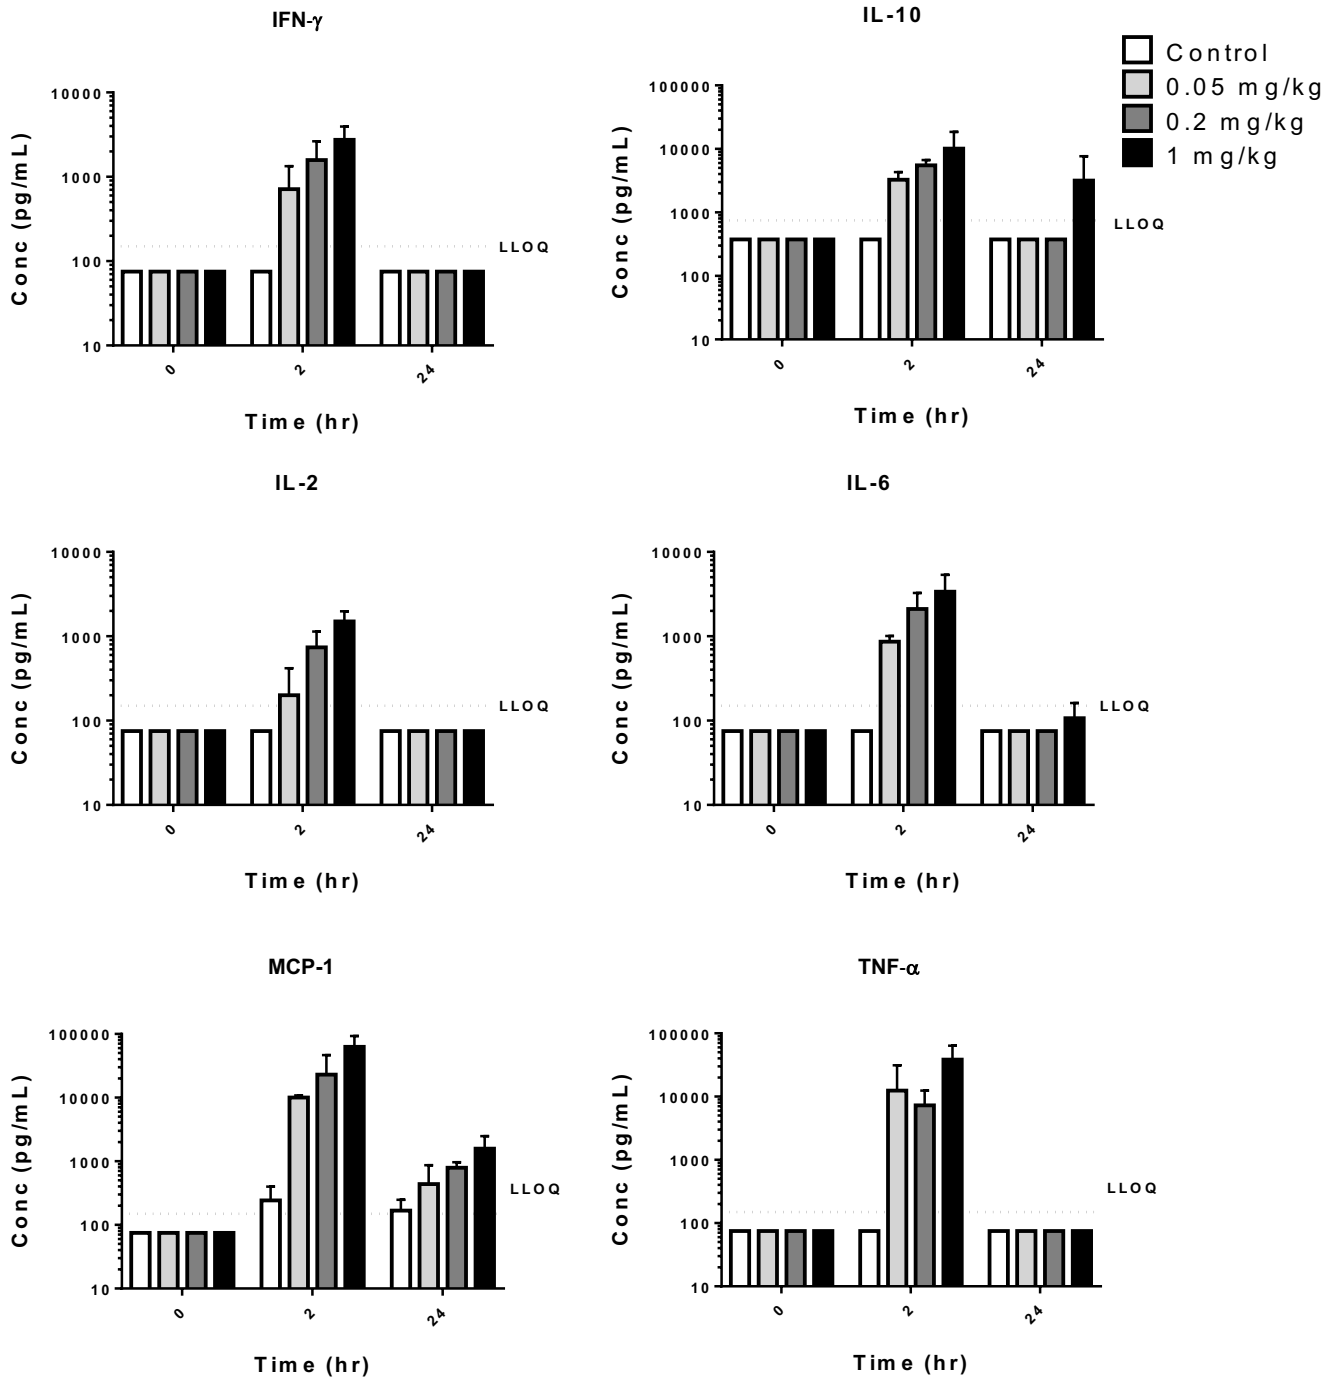 IFN-γ
10000
1000
100
10
Conc (pg/mL)
LLOQ
0
2
24
Time (hr)
IL-10
100000
10000
1000
100
10
Conc (pg/mL)
LLOQ
0
2
24
Time (hr)
Control
0.05 mg/kg
0.2 mg/kg
1 mg/kg
IL-2
10000
1000
100
10
Conc (pg/mL)
LLOQ
0
2
24
Time (hr)
IL-6
10000
1000
100
10
Conc (pg/mL)
LLOQ
0
2
24
Time (hr)
MCP-1
100000
10000
1000
100
10
Conc (pg/mL)
LLOQ
0
2
24
Time (hr)
TNF-α
100000
10000
1000
100
10
Conc (pg/mL)
LLOQ
0
2
24
Time (hr)